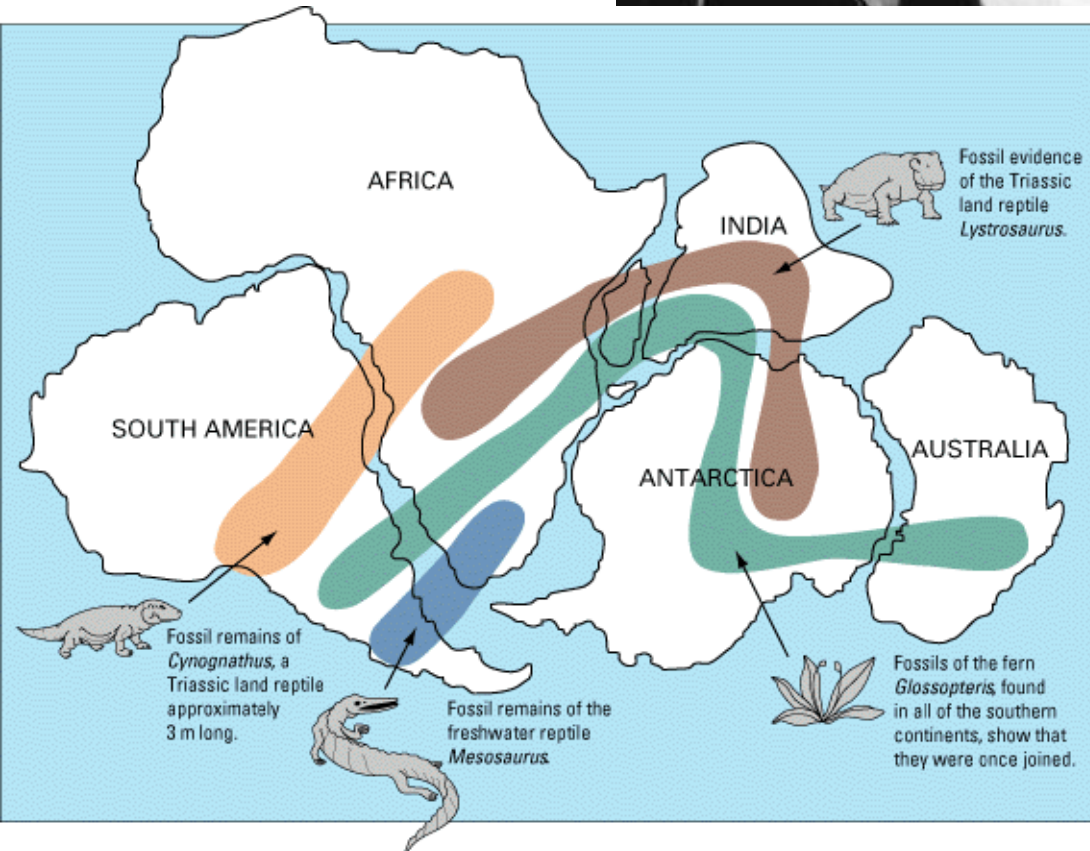 AFRICA
Fossil evidence
of the Triassic
land reptile
Lystrosaurus.
INDIA
SOUTH AMERICA
AUSTRALIA
ANTARCTICA
Fossil remains of
Cynognathus, a
Triassic land reptile
approximately
3 m long.
Fossil remains of the
freshwater reptile
Mesosaurus.
Fossils of the fern
Glossopteris, found
in all of the southern
continents, show that
they were once joined.